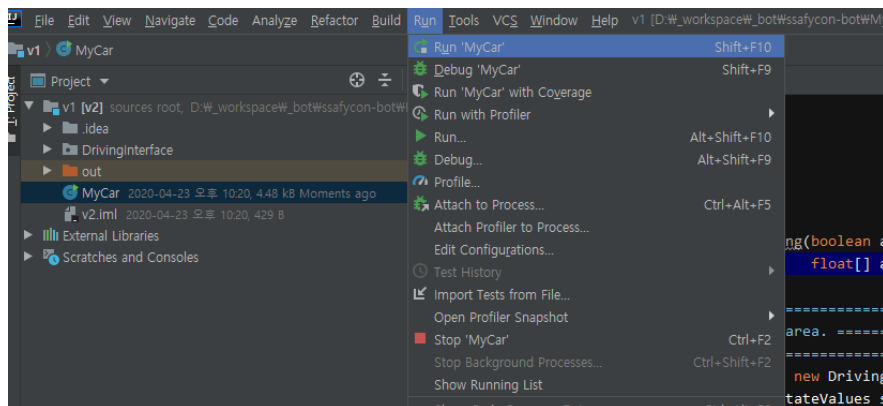 File Edit View Navigate Code Analyze Refactor Build Run Tools VCS Window Help v1 [D:₩_workspace₩_bot₩ssafycon-bot₩M
v1 MyCar
Project
1: Project
v1 [v2] sources root, D:₩_workspace₩_bot₩ssafycon-bot₩
.idea
DrivingInterface
out
MyCar 2020-04-23 오후 10:20, 4.48 kB Moments ago
v2.iml 2020-04-23 오후 10:20, 429 B
External Libraries
Scratches and Consoles
Run 'MyCar' Shift+F10
Debug 'MyCar' Shift+F9
Run 'MyCar' with Coverage
Run with Profiler
Run... Alt+Shift+F10
Debug... Alt+Shift+F9
Profile...
Attach to Process... Ctrl+Alt+F5
Attach Profiler to Process...
Edit Configurations...
Test History
Import Tests from File...
Open Profiler Snapshot
Stop 'MyCar' Ctrl+F2
Stop Background Processes... Ctrl+Shift+F2
Show Running List
ng(boolean a
float[] a
============
area. ======
============
new Driving
tateValues s